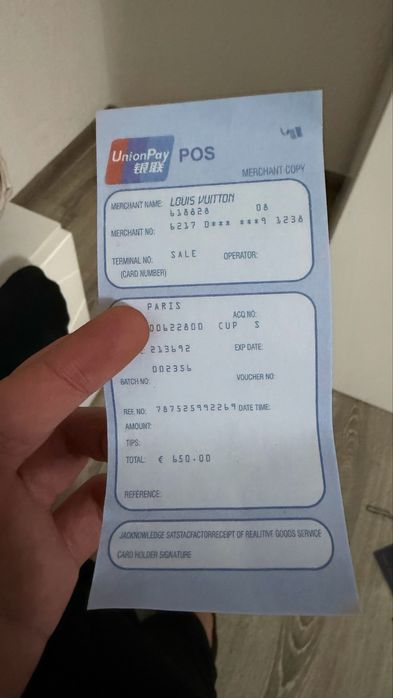 UnionPay POS
银联
MERCHANT COPY
MERCHANT NAME: LOUIS VUITTON
618828 08
MERCHANT NO: 6217 0*** ***9 1238
TERMINAL NO: SALE OPERATOR:
(CARD NUMBER)
PARIS
ACQ NO:
00622800 CUP S
213692 EXP DATE:
002356
BATCH NO: VOUCHER NO:
REF. NO: 787525992269 DATE TIME:
AMOUNT:
TIPS:
TOTAL: € 650.00
REFERENCE:
JACKNOWLEDGE SATSTACFACTORRECEIPT OF REALITIVE GOODS SERVICE
CARD HOLDER SIGNATURE